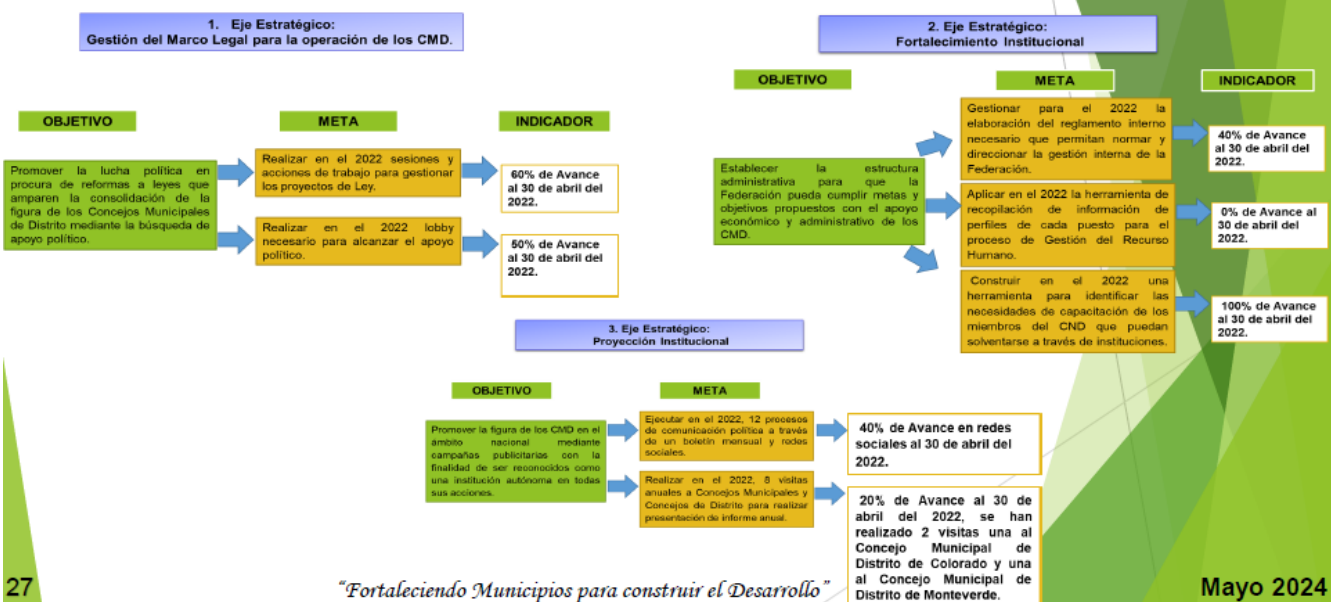 1. Eje Estratégico:
Gestión del Marco Legal para la operación de los CMD.
OBJETIVO
META
INDICADOR
Promover la lucha política en
procura de reformas a leyes que
amparen la consolidación de la
figura de los Concejos Municipales
de Distrito mediante la búsqueda de
apoyo político.
Realizar en el 2022 sesiones y
acciones de trabajo para gestionar
los proyectos de Ley.
60% de Avance
al 30 de abril del
2022.
Realizar en el 2022 lobby
necesario para alcanzar el apoyo
político.
50% de Avance
al 30 de abril del
2022.
2. Eje Estratégico:
Fortalecimiento Institucional
OBJETIVO
META
INDICADOR
Establecer la estructura
administrativa para que la
Federación pueda cumplir metas y
objetivos propuestos con el apoyo
económico y administrativo de los
CMD.
Gestionar para el 2022 la
elaboración del reglamento interno
necesario que permitan normar y
direccionar la gestión interna de la
Federación.
40% de Avance
al 30 de abril del
2022.
Aplicar en el 2022 la herramienta de
recopilación de información de
perfiles de cada puesto para el
proceso de Gestión del Recurso
Humano.
0% de Avance al
30 de abril del
2022.
Construir en el 2022 una
herramienta para identificar las
necesidades de capacitación de los
miembros del CND que puedan
solventarse a través de instituciones.
100% de Avance
al 30 de abril del
2022.
3. Eje Estratégico:
Proyección Institucional
OBJETIVO
META
Promover la figura de los CMD en el
ámbito nacional mediante
campañas publicitarias con la
finalidad de ser reconocidos como
una institución autónoma en todas
sus acciones.
Ejecutar en el 2022, 12 procesos
de comunicación política a través
de un boletín mensual y redes
sociales.
40% de Avance en redes
sociales al 30 de abril del
2022.
Realizar en el 2022, 8 visitas
anuales a Concejos Municipales y
Concejos de Distrito para realizar
presentación de informe anual.
20% de Avance al 30 de
abril del 2022, se han
realizado 2 visitas una al
Concejo Municipal de
Distrito de Colorado y una
al Concejo Municipal de
Distrito de Monteverde.
27
“Fortaleciendo Municipios para construir el Desarrollo”
Mayo 2024